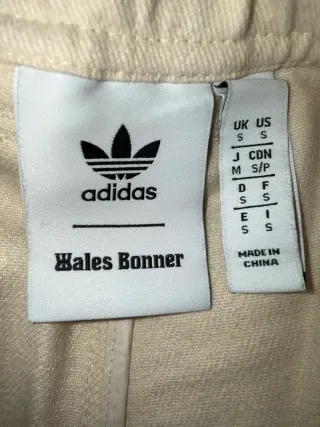 adidas
Wales Bonner
UK US
S S
J CDN
M S/P
D F
S S
E I
S S
MADE IN
CHINA